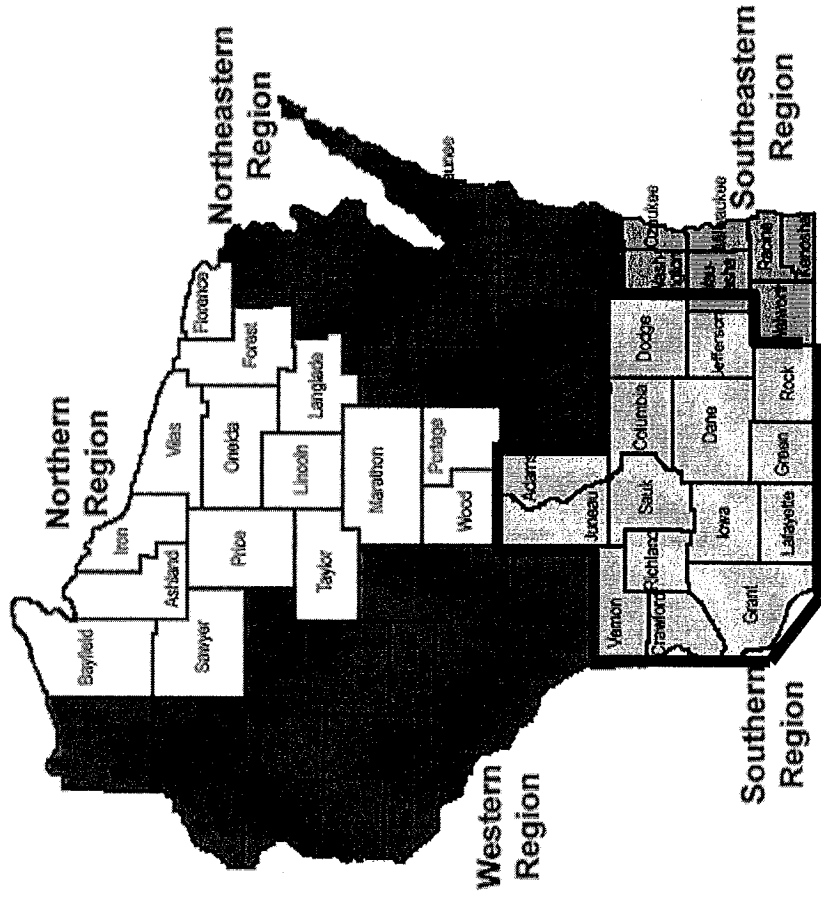 Northern
Region
Northeastern
Region
Bayfield
Ashland
Iron
Vilas
Florence
Sawyer
Price
Oneida
Forest
Taylor
Lincoln
Langlade
Marathon
Wood
Portage
Western
Region
Juneau
Adams
Vernon
Crawford
Richland
Sauk
Columbia
Dodge
Grant
Iowa
Dane
Jefferson
Lafayette
Green
Rock
Ozaukee
Racine
Kenosha
Southern
Region
Southeastern
Region